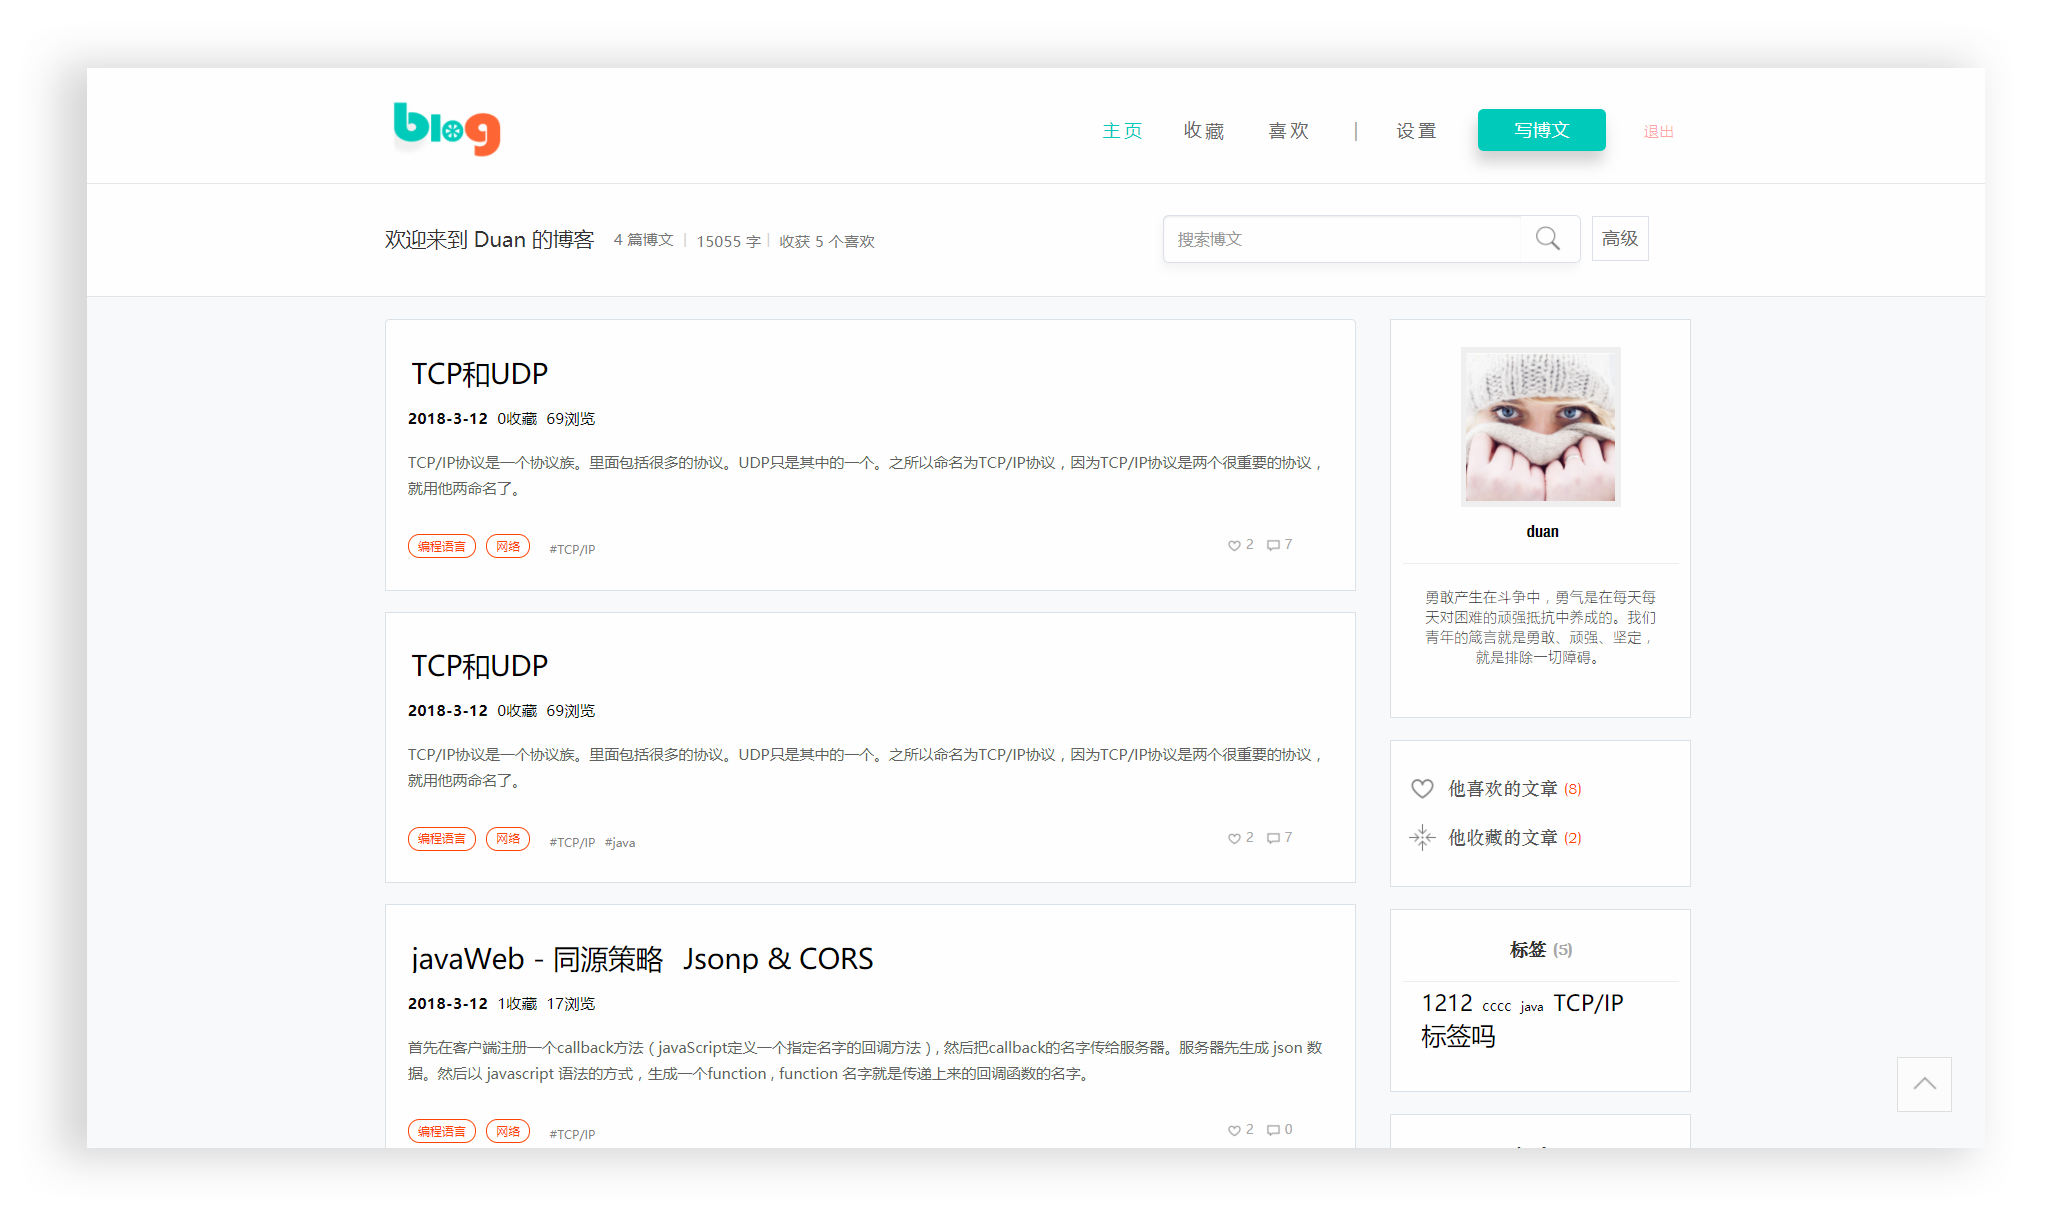 blog
主页 收藏 喜欢 | 设置 写博文 退出
欢迎来到 Duan 的博客 4 篇博文 | 15055 字 | 收获 5 个喜欢
搜索博文 高级
TCP和UDP
2018-3-12 0收藏 69浏览
TCP/IP协议是一个协议族。里面包括很多的协议。UDP只是其中的一个。之所以命名为TCP/IP协议，因为TCP/IP协议是两个很重要的协议，
就用他两命名了。
编程语言 网络 #TCP/IP 2 7
TCP和UDP
2018-3-12 0收藏 69浏览
TCP/IP协议是一个协议族。里面包括很多的协议。UDP只是其中的一个。之所以命名为TCP/IP协议，因为TCP/IP协议是两个很重要的协议，
就用他两命名了。
编程语言 网络 #TCP/IP #java 2 7
javaWeb - 同源策略 Jsonp & CORS
2018-3-12 1收藏 17浏览
首先在客户端注册一个callback方法（javaScript定义一个指定名字的回调方法）, 然后把callback的名字传给服务器。服务器先生成 json 数
据。然后以 javascript 语法的方式，生成一个function , function 名字就是传递上来的回调函数的名字。
编程语言 网络 #TCP/IP 2 0
duan
勇敢产生在斗争中，勇气是在每天每
天对困难的顽强抵抗中养成的。我们
青年的箴言就是勇敢、顽强、坚定，
就是排除一切障碍。
他喜欢的文章 (8)
他收藏的文章 (2)
标签 (5)
1212 cccc java TCP/IP
标签吗